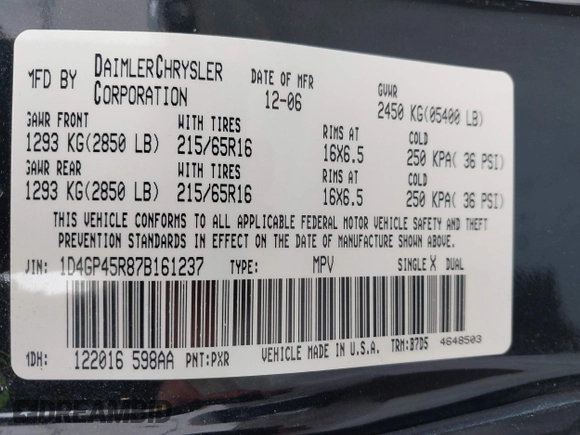 MFD BY DAIMLERCHRYSLER CORPORATION
DATE OF MFR 12-06
GVWR 2450 KG(05400 LB)
GAWR FRONT WITH TIRES RIMS AT COLD
1293 KG(2850 LB) 215/65R16 16X6.5 250 KPA( 36 PSI)
GAWR REAR WITH TIRES RIMS AT COLD
1293 KG(2850 LB) 215/65R16 16X6.5 250 KPA( 36 PSI)
THIS VEHICLE CONFORMS TO ALL APPLICABLE FEDERAL MOTOR VEHICLE SAFETY AND THEFT
PREVENTION STANDARDS IN EFFECT ON THE DATE OF MANUFACTURE SHOWN ABOVE.
VIN: 1D4GP45R87B161237 TYPE: MPV SINGLE X DUAL
MDH: 122016 598AA PNT:PXR VEHICLE MADE IN U.S.A. TRM:B7D5 4648503
DREAMBID